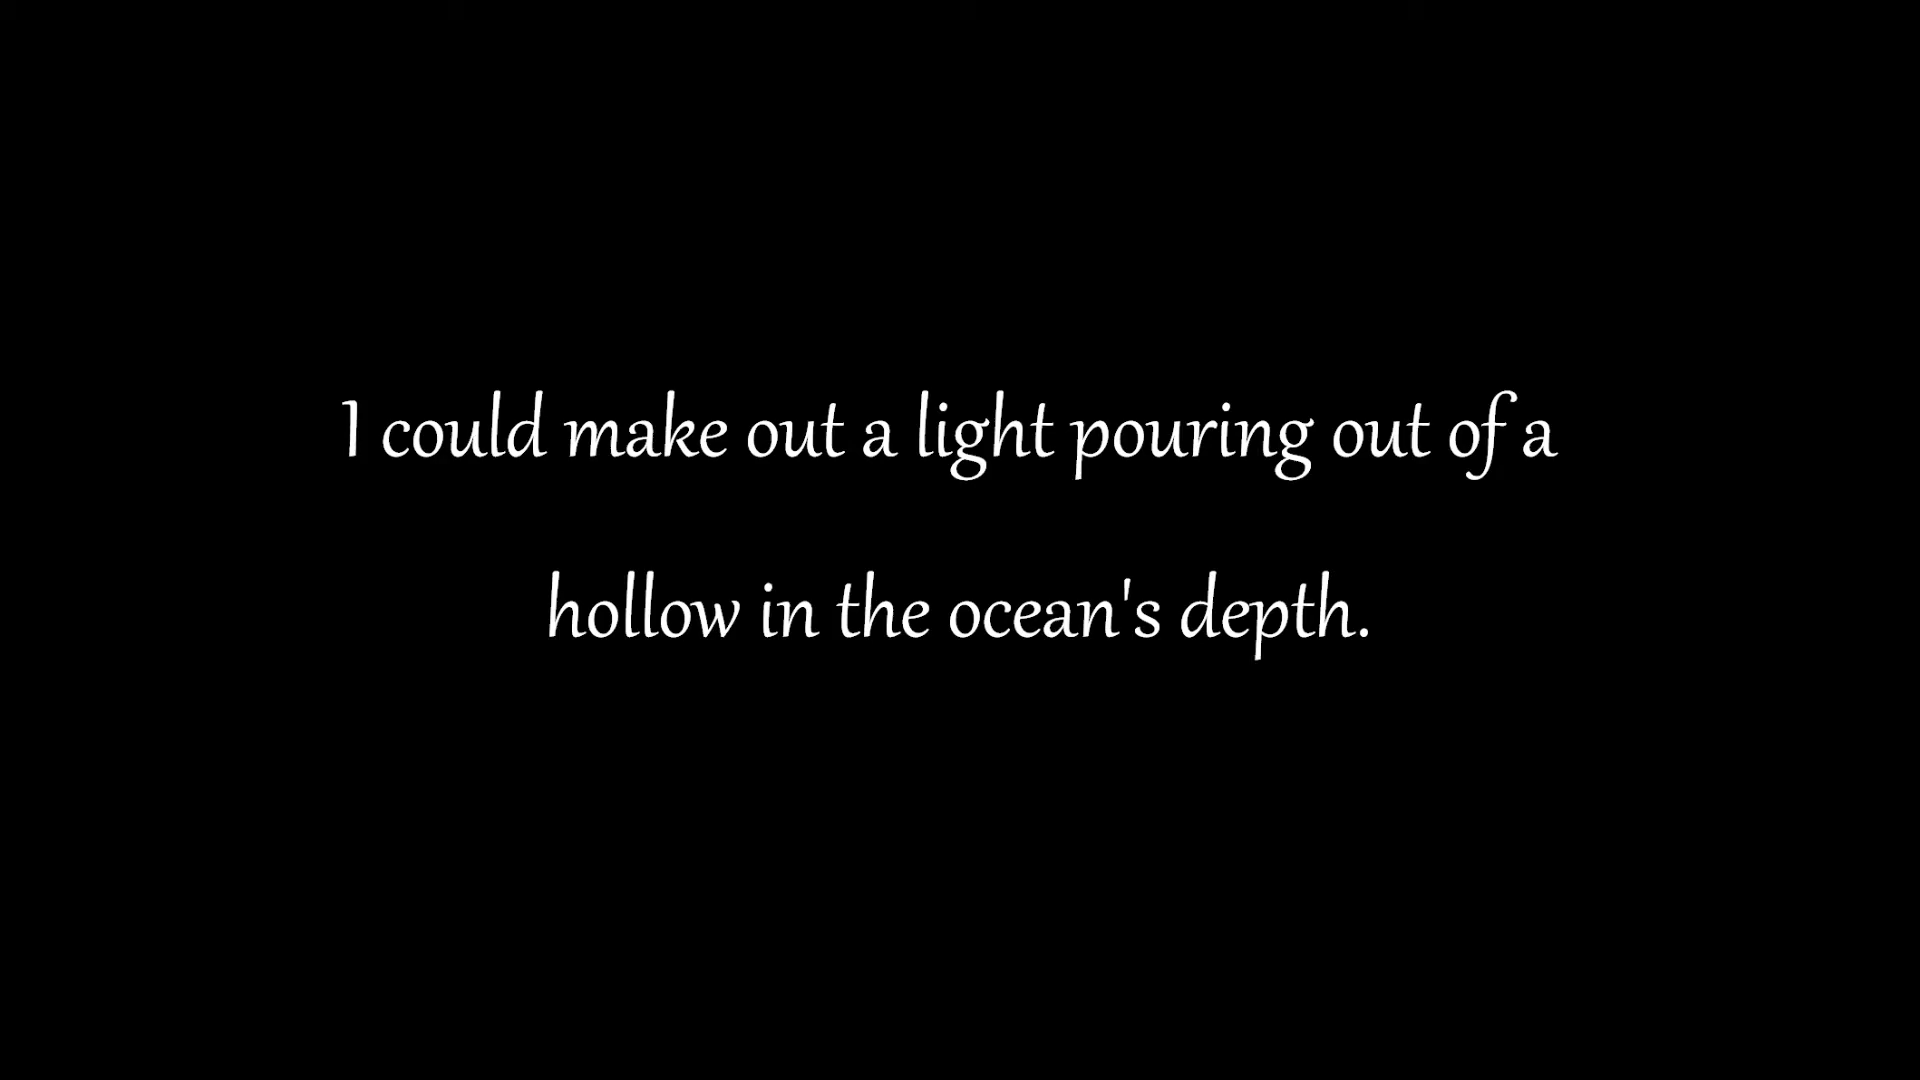 I could make out a light pouring out of a
hollow in the ocean's depth.